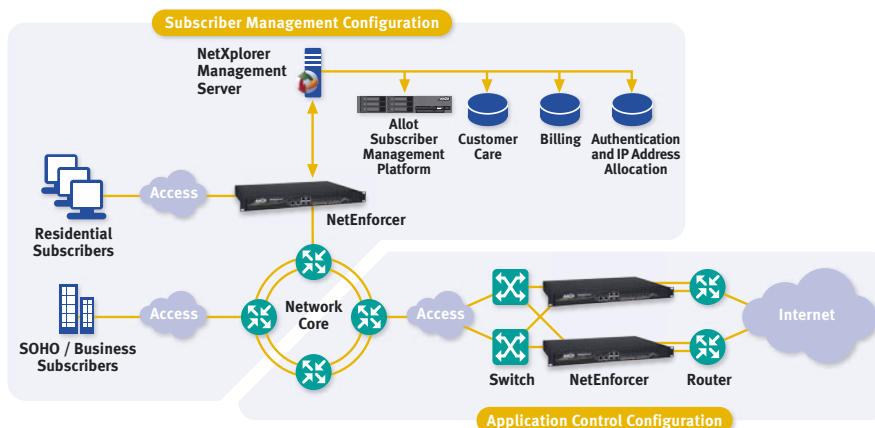 Subscriber Management Configuration
NetXplorer
Management
Server
Allot
Subscriber
Management
Platform
Customer
Care
Billing
Authentication
and IP Address
Allocation
Access
NetEnforcer
Residential
Subscribers
Access
SOHO / Business
Subscribers
Network
Core
Access
Switch
NetEnforcer
Router
Internet
Application Control Configuration